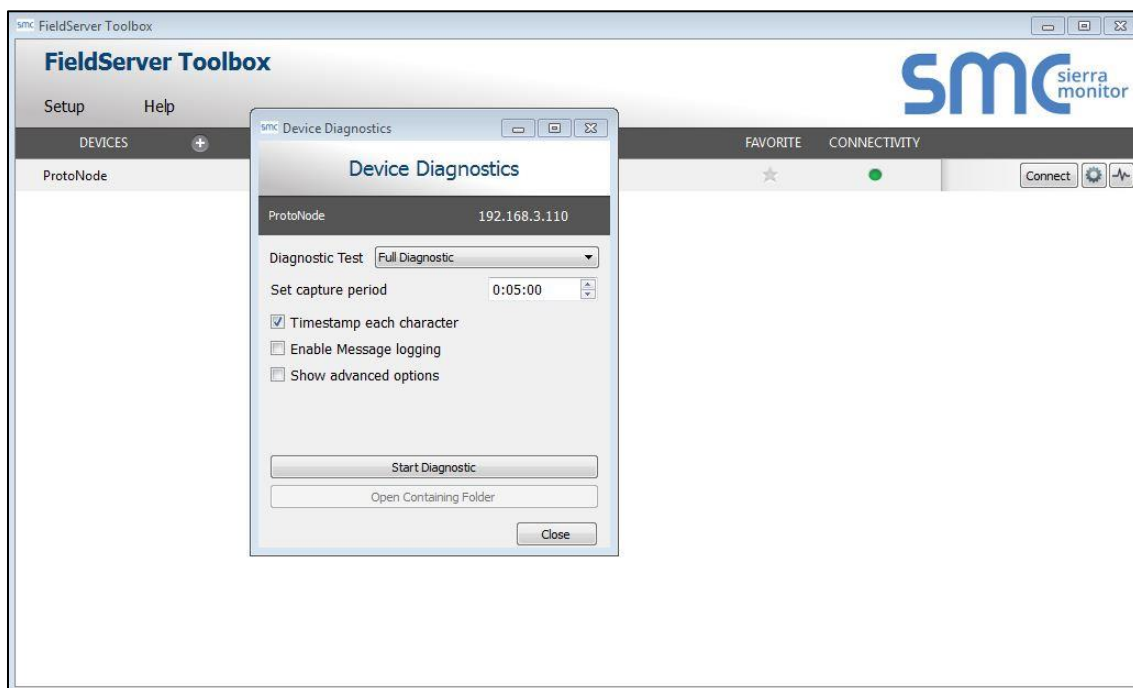 smc FieldServer Toolbox
FieldServer Toolbox
smc sierra monitor
Setup Help
DEVICES FAVORITE CONNECTIVITY
ProtoNode Connect
smc Device Diagnostics
Device Diagnostics
ProtoNode 192.168.3.110
Diagnostic Test Full Diagnostic
Set capture period 0:05:00
Timestamp each character
Enable Message logging
Show advanced options
Start Diagnostic
Open Containing Folder
Close